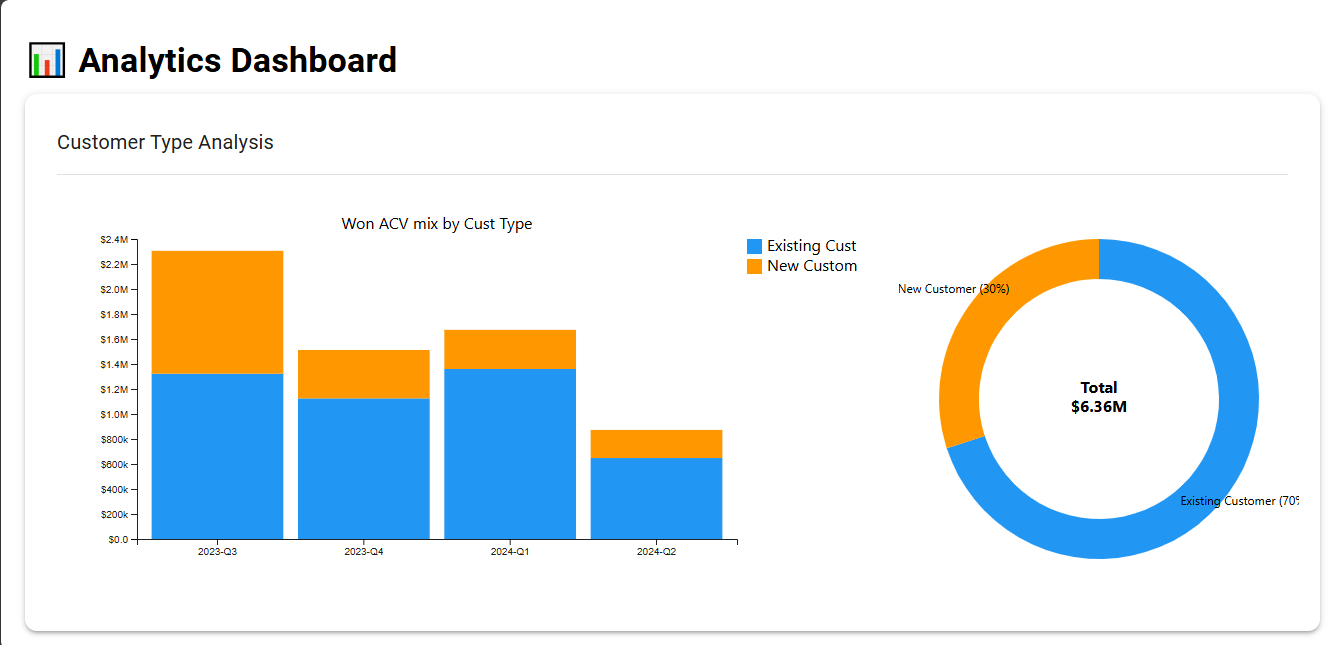 Analytics Dashboard
Customer Type Analysis
Won ACV mix by Cust Type
$2.4M
$2.2M
$2.0M
$1.8M
$1.6M
$1.4M
$1.2M
$1.0M
$800k
$600k
$400k
$200k
$0.0
2023-Q3
2023-Q4
2024-Q1
2024-Q2
Existing Cust
New Custom
New Customer (30%)
Total
$6.36M
Existing Customer (70